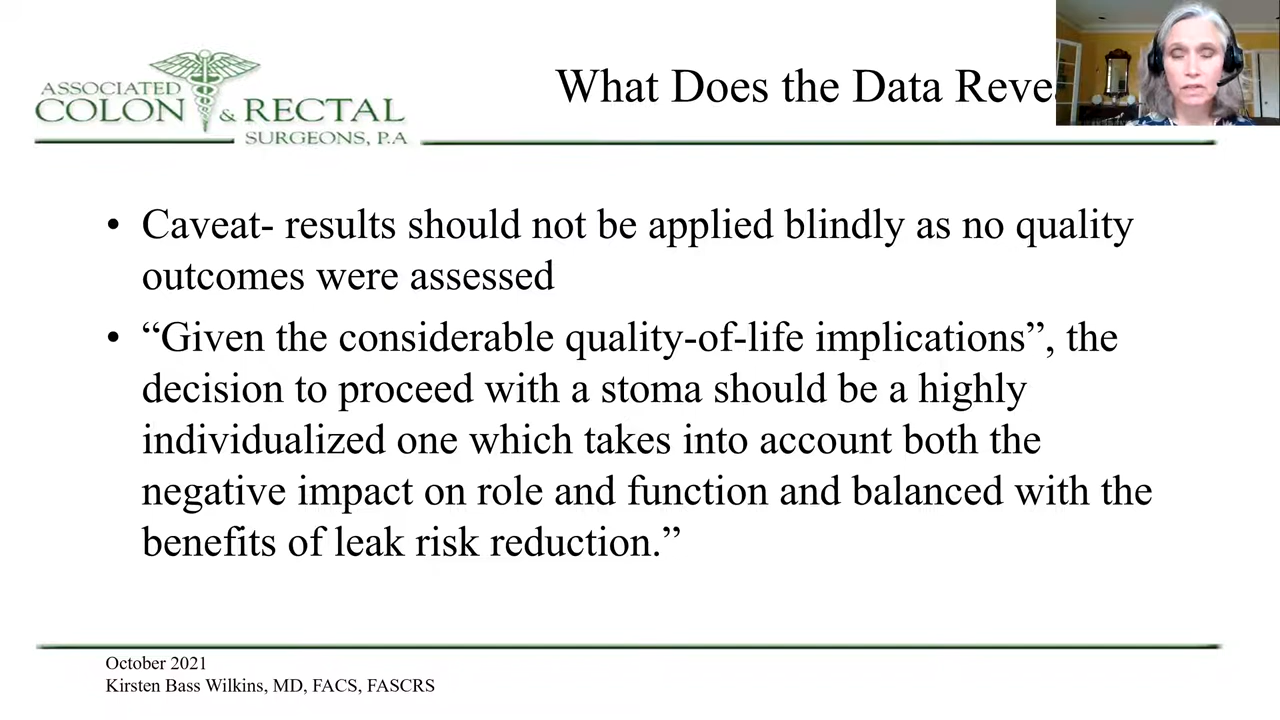 ASSOCIATED
COLON & RECTAL
SURGEONS, P.A
What Does the Data
• Caveat- results should not be applied blindly as no quality
outcomes were assessed
• “Given the considerable quality-of-life implications”, the
decision to proceed with a stoma should be a highly
individualized one which takes into account both the
negative impact on role and function and balanced with the
benefits of leak risk reduction.”
October 2021
Kirsten Bass Wilkins, MD, FACS, FASCRS